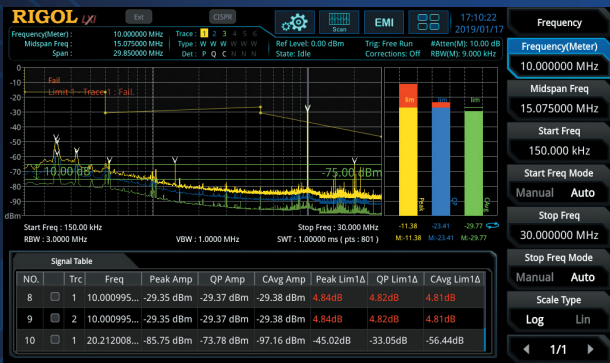 RIGOL LXI Ext CISPR Scan EMI 17:10:22
2019/01/17
Frequency(Meter) : 10.000000 MHz Trace : 1 2 3 4 5 6
Midspan Freq : 15.075000 MHz Type : W W W W W W Ref Level: 0.00 dBm Trig: Free Run #Atten(M): 10.00 dB
Span : 29.850000 MHz Det : P Q C N N N State: Idle Corrections: Off RBW(M): 9.000 kHz
0
-10
-20
-30
-40
-50
-60
-70
-80
-90
dBm
Fail
Limit 1 - Trace 1 : Fail.
10.00 dB
-75.00 dBm
lim lim lim
Peak QP CAvg
-11.38 -23.41 -29.77
M:-11.38 M:-23.41 M:-29.77
Start Freq : 150.00 kHz Stop Freq : 30.000 MHz
RBW : 3.0000 MHz VBW : 1.0000 MHz SWT : 1.00000 ms ( pts : 801 )
Signal Table
NO. Trc Freq Peak Amp QP Amp CAvg Amp Peak Lim1Δ QP Lim1Δ CAvg Lim1Δ
8 1 10.000995... -29.35 dBm -29.37 dBm -29.38 dBm 4.84dB 4.82dB 4.81dB
9 2 10.000995... -29.35 dBm -29.37 dBm -29.38 dBm 4.84dB 4.82dB 4.81dB
10 1 20.212008... -85.75 dBm -73.78 dBm -97.16 dBm -45.02dB -33.05dB -56.44dB
Frequency
Frequency(Meter)
10.000000 MHz
Midspan Freq
15.075000 MHz
Start Freq
150.000 kHz
Start Freq Mode
Manual Auto
Stop Freq
30.000000 MHz
Stop Freq Mode
Manual Auto
Scale Type
Log Lin
1/1